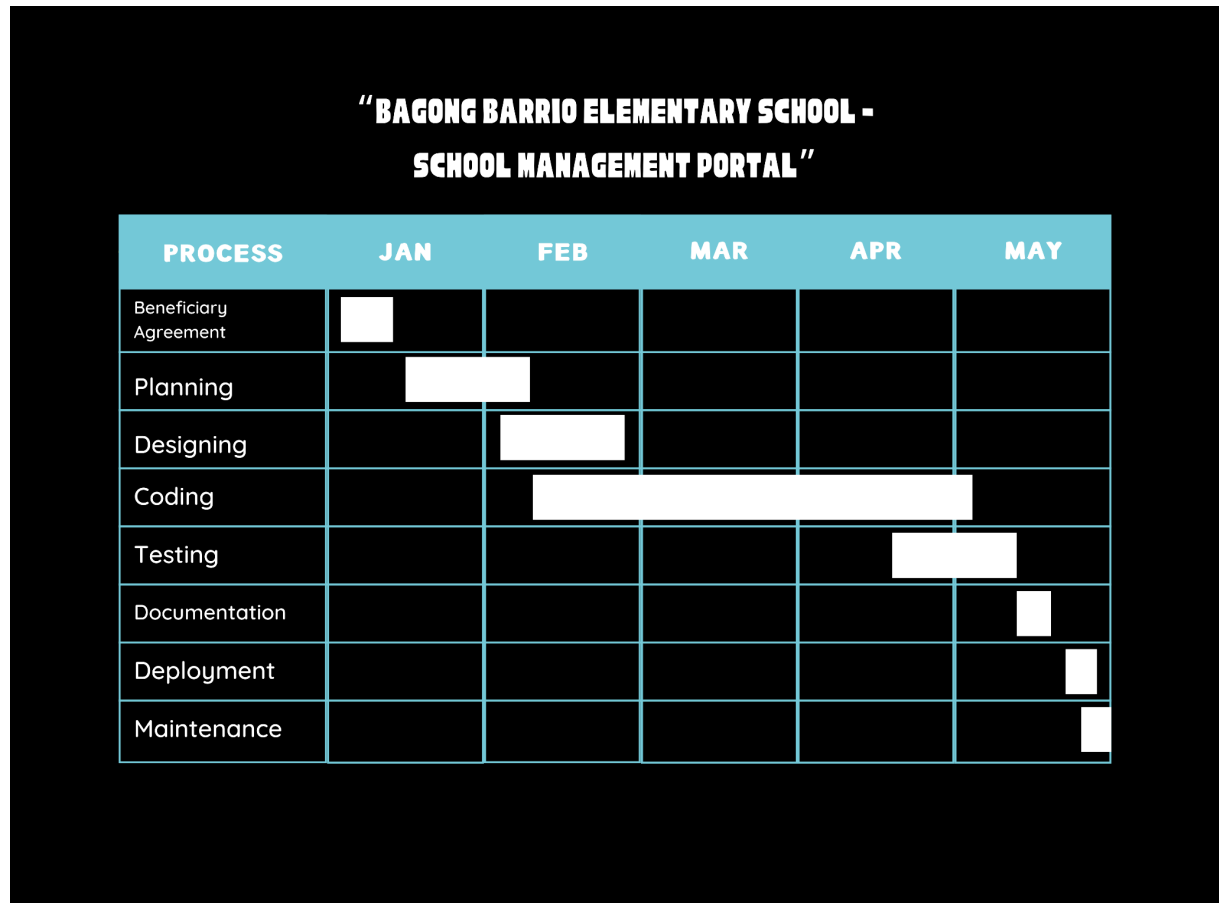 “BAGONG BARRIO ELEMENTARY SCHOOL -
SCHOOL MANAGEMENT PORTAL”
PROCESS JAN FEB MAR APR MAY
Beneficiary
Agreement
Planning
Designing
Coding
Testing
Documentation
Deployment
Maintenance